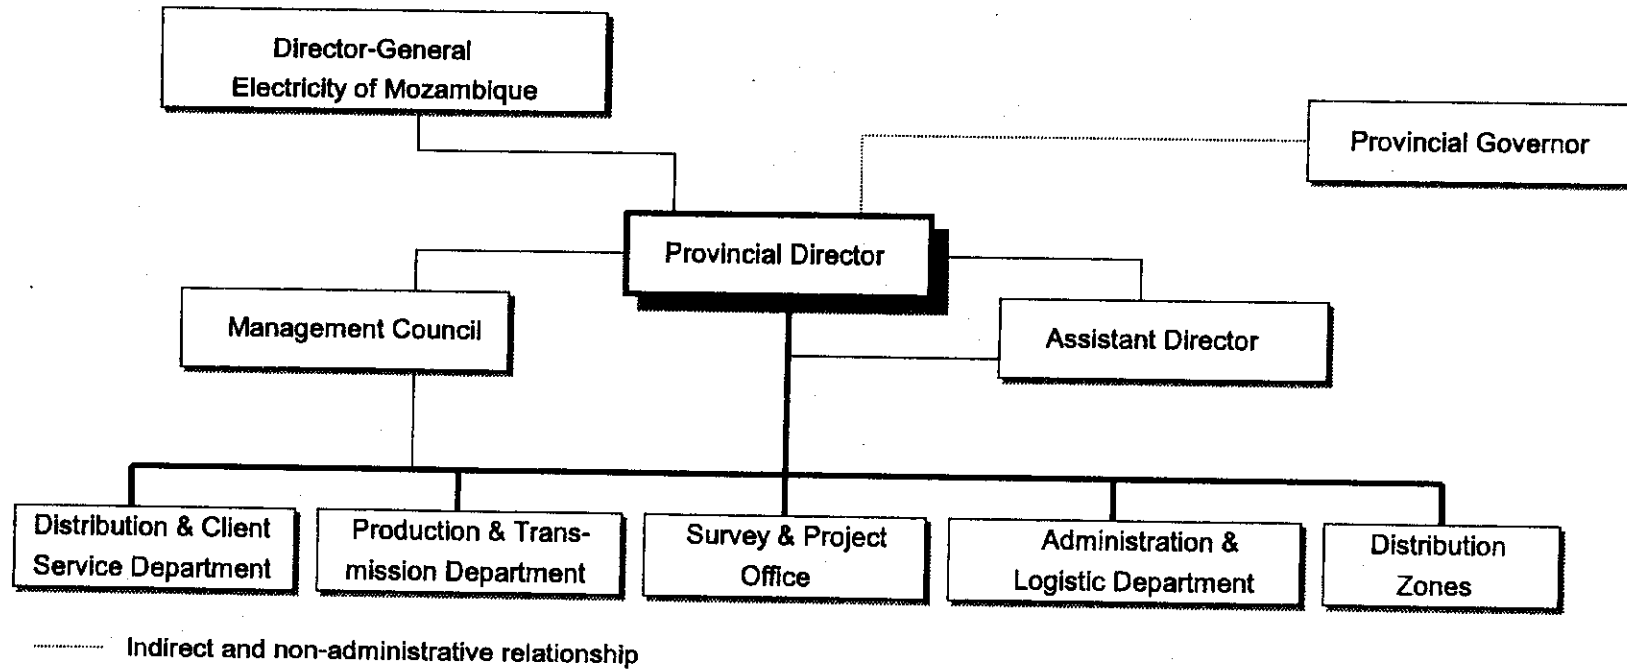 Director-General
Electricity of Mozambique
Provincial Governor
Provincial Director
Management Council
Assistant Director
Distribution & Client
Service Department
Production & Trans-
mission Department
Survey & Project
Office
Administration &
Logistic Department
Distribution
Zones
Indirect and non-administrative relationship